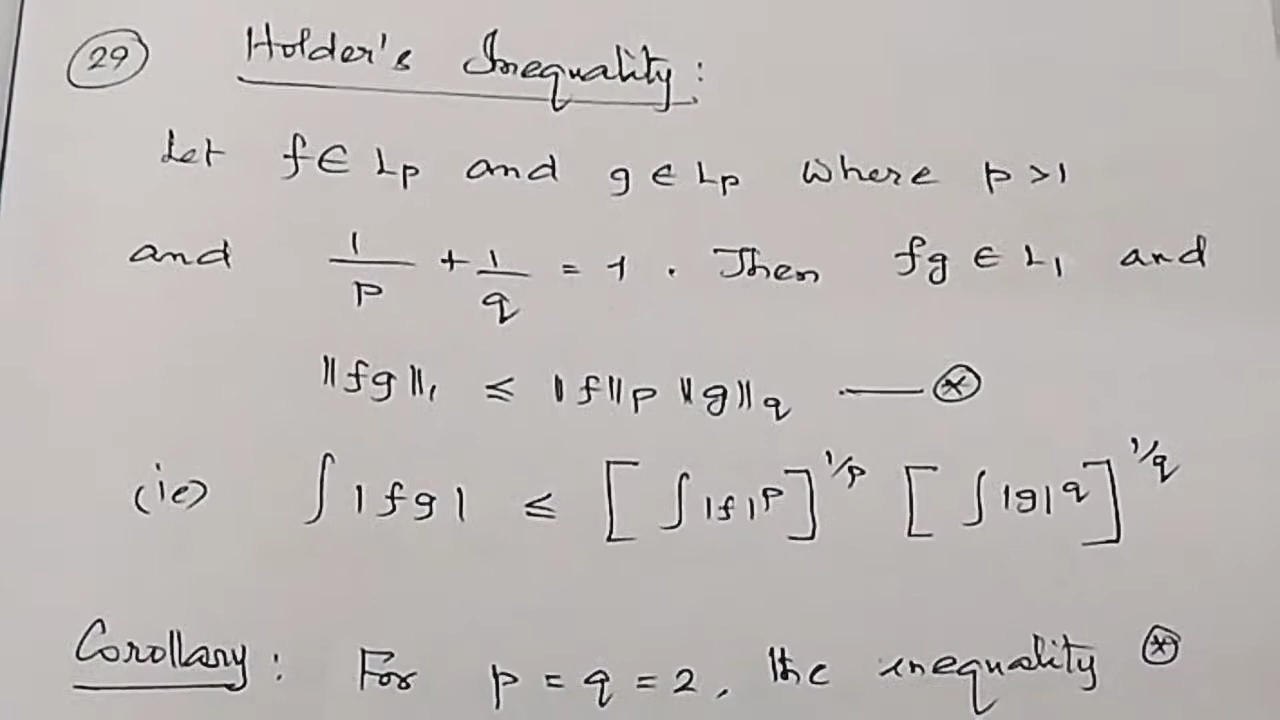 29 Holder's Inequality:
Let f ∈ Lp and g ∈ Lp where p > 1
and 1/p + 1/q = 1. Then fg ∈ L₁ and
||fg||₁ ≤ ||f||p ||g||q —— ⊛
(ie) ∫ |fg| ≤ [∫|f|^p]^{1/p} [∫|g|^q]^{1/q}
Corollary: For p = q = 2, the inequality ⊛